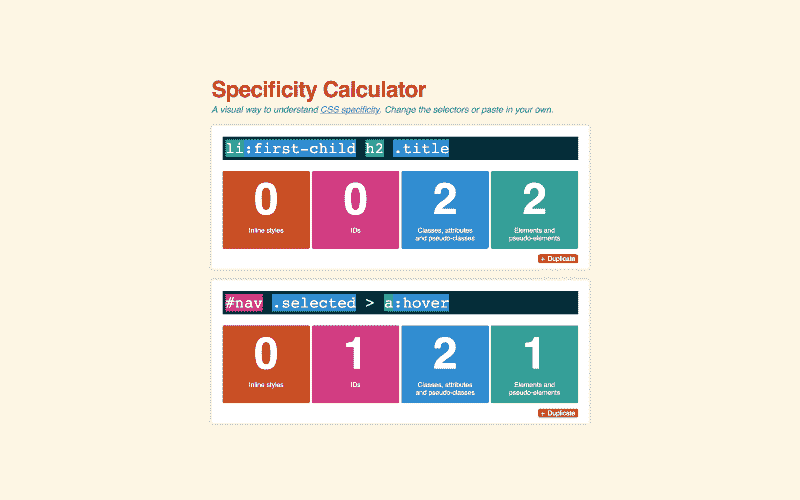 Specificity Calculator
A visual way to understand CSS specificity. Change the selectors or paste in your own.
li:first-child h2 .title
0 0 2 2
Inline styles IDs Classes, attributes and pseudo-classes Elements and pseudo-elements
+ Duplicate
#nav .selected > a:hover
0 1 2 1
Inline styles IDs Classes, attributes and pseudo-classes Elements and pseudo-elements
+ Duplicate